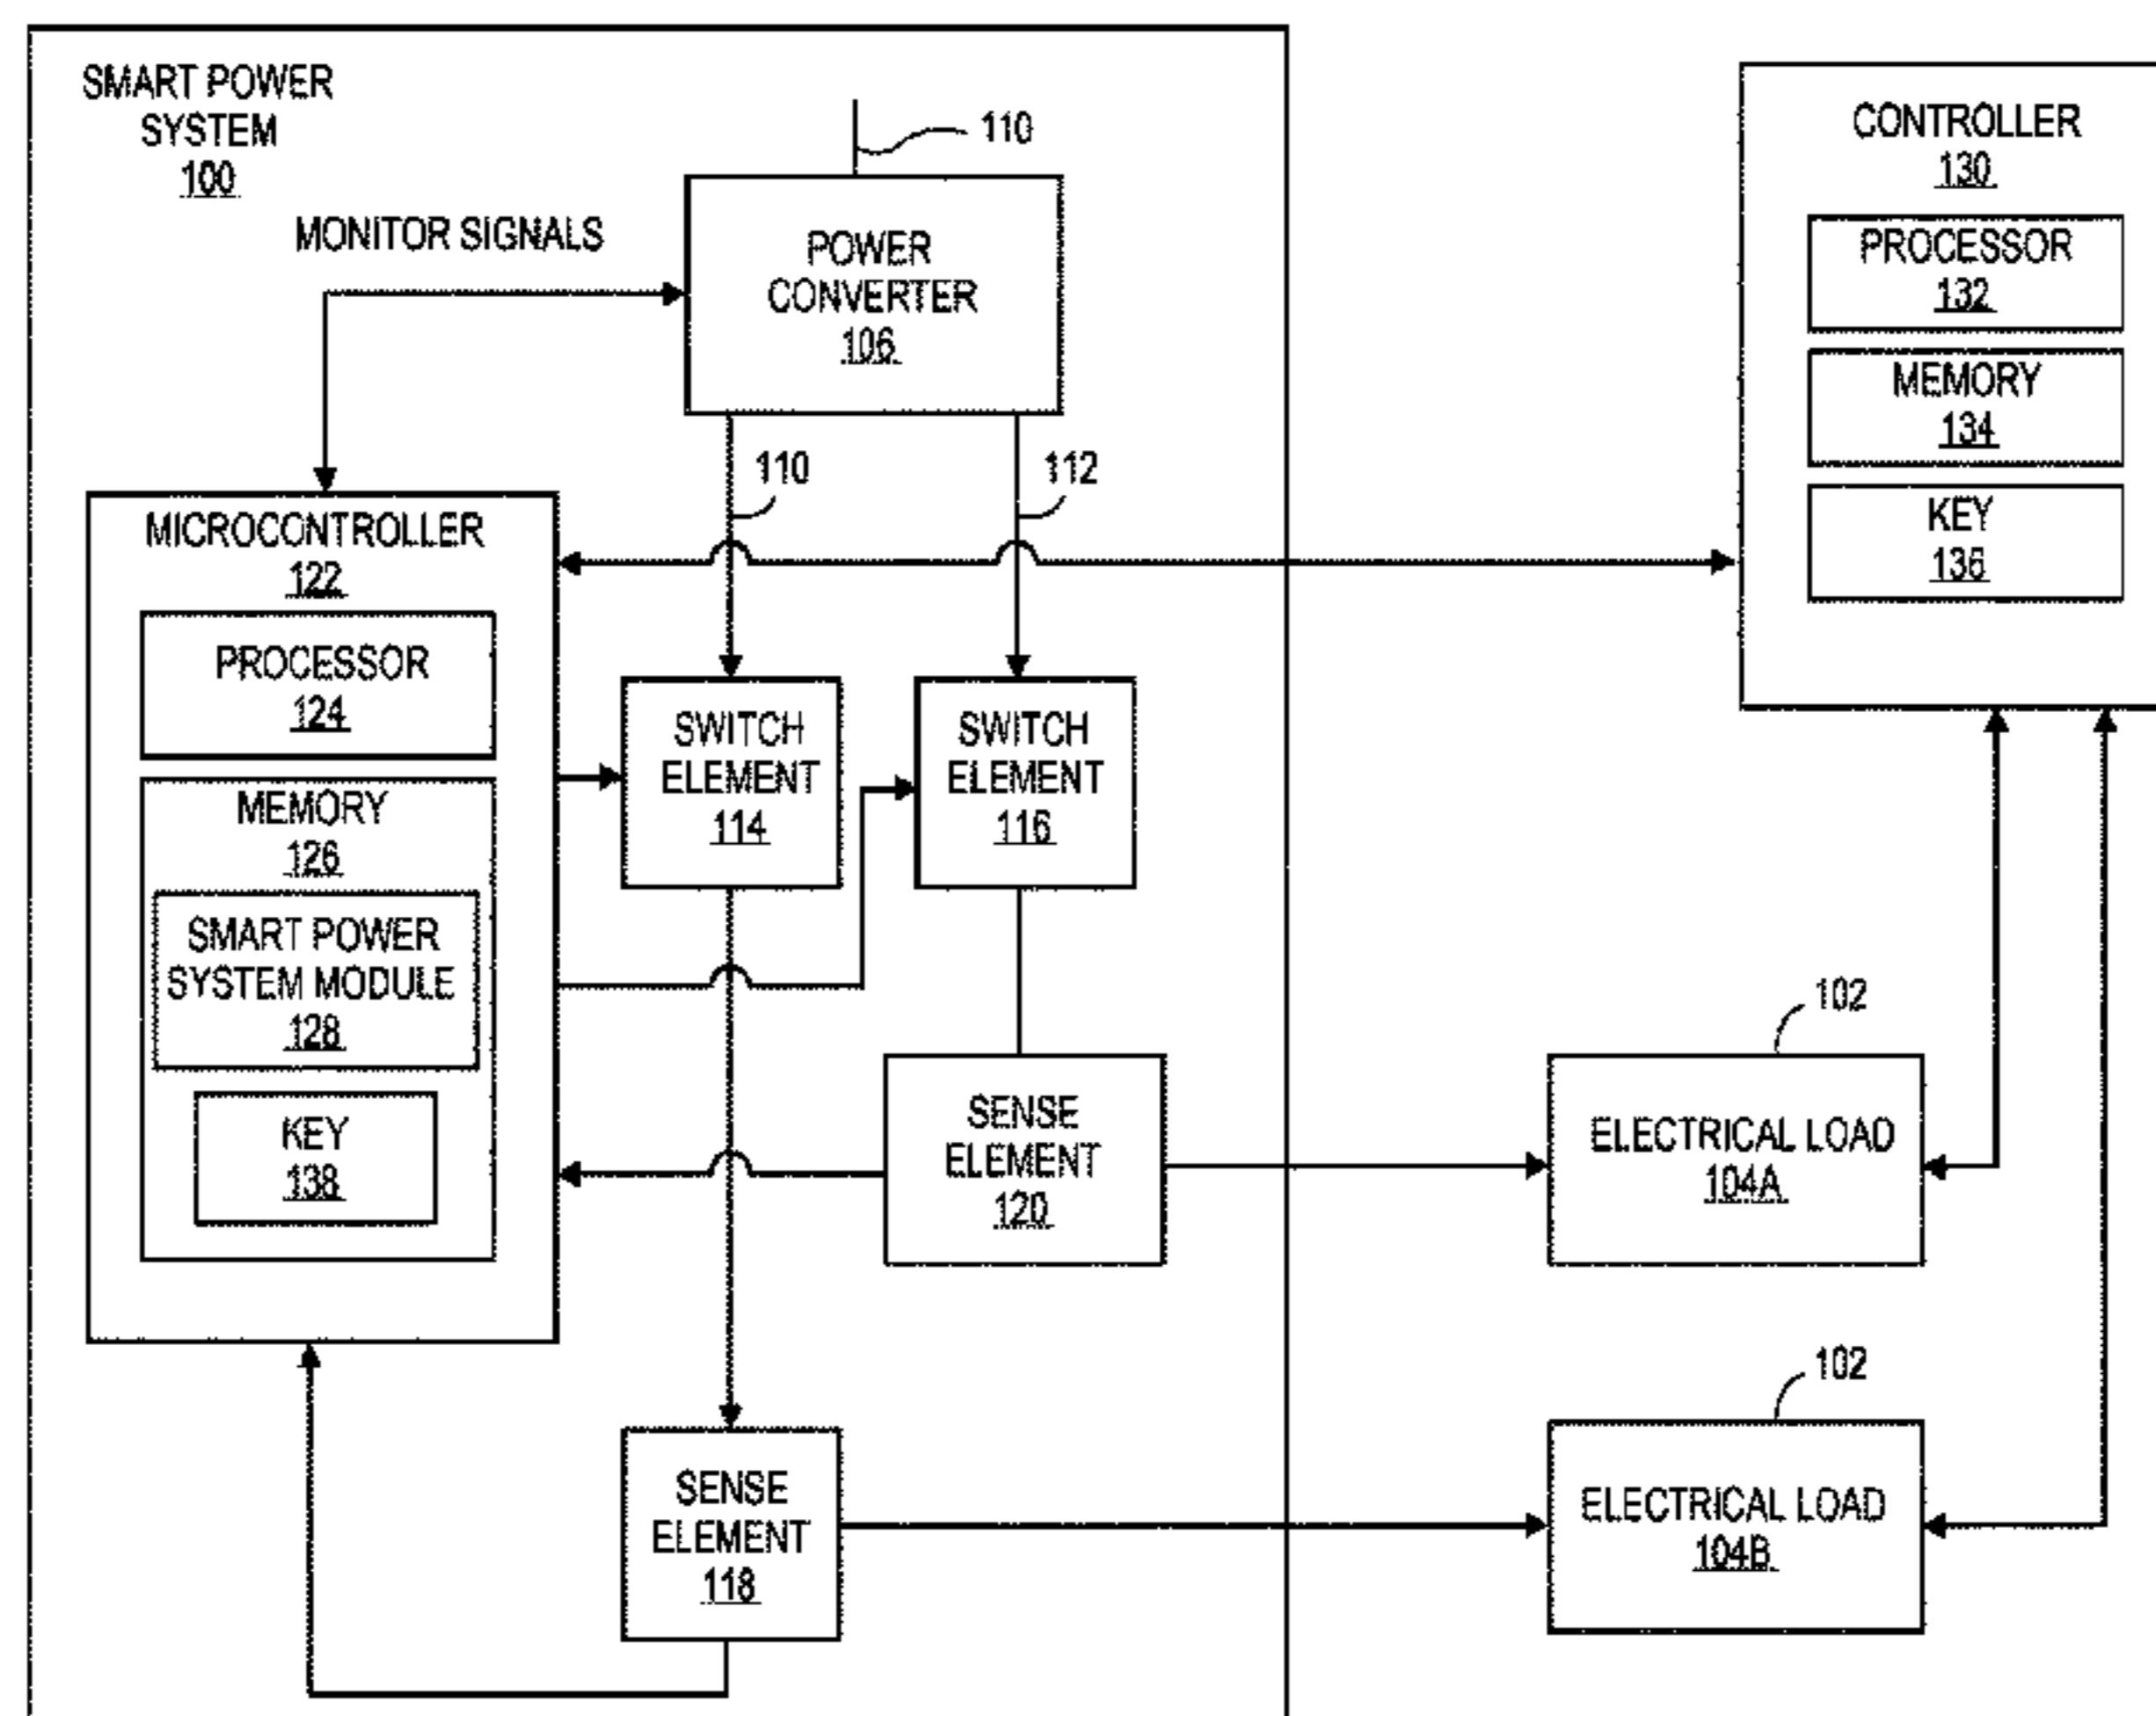 SMART POWER
SYSTEM
100
110
MONITOR SIGNALS
POWER
CONVERTER
106
110
112
CONTROLLER
130
PROCESSOR
132
MEMORY
134
KEY
136
MICROCONTROLLER
122
PROCESSOR
124
MEMORY
126
SMART POWER
SYSTEM MODULE
128
KEY
138
SWITCH
ELEMENT
114
SWITCH
ELEMENT
116
SENSE
ELEMENT
120
102
ELECTRICAL LOAD
104A
SENSE
ELEMENT
118
102
ELECTRICAL LOAD
104B